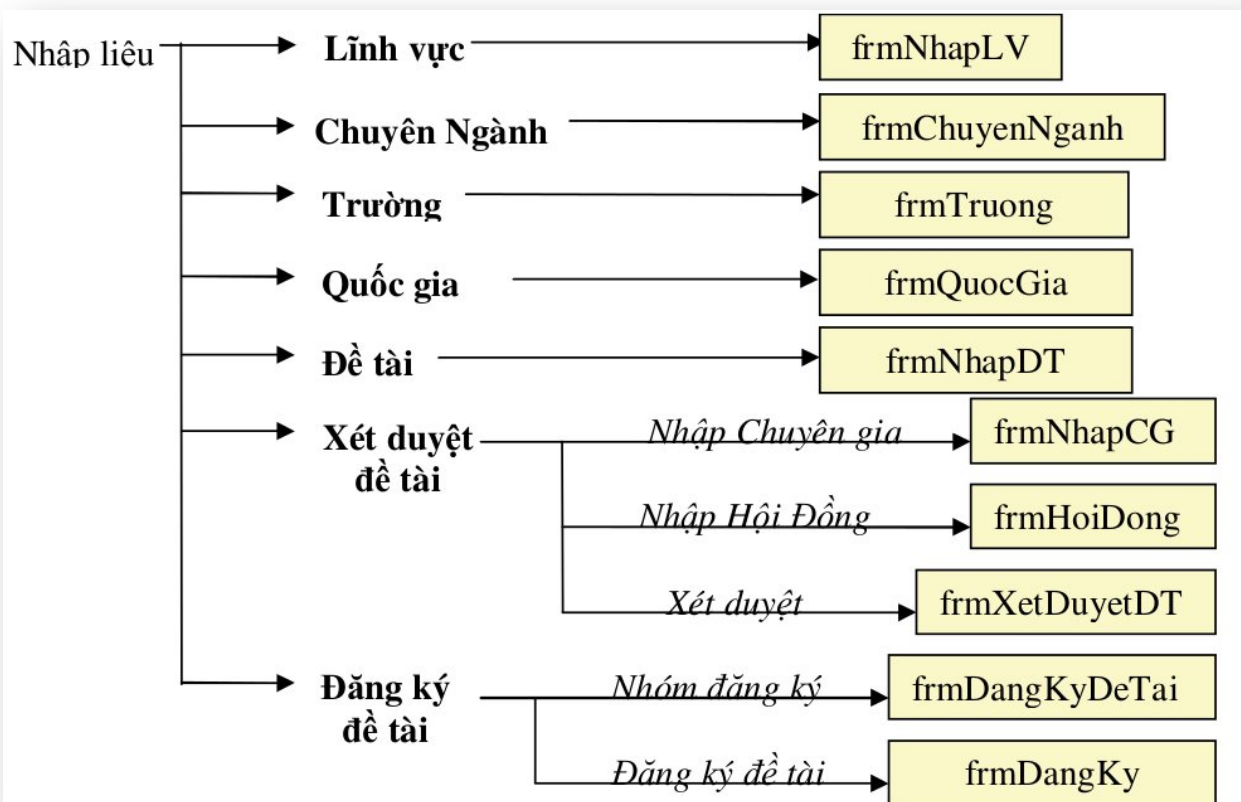 Nhập liệu
Lĩnh vực
frmNhapLV
Chuyên Ngành
frmChuyenNganh
Trường
frmTruong
Quốc gia
frmQuocGia
Đề tài
frmNhapDT
Xét duyệt
đề tài
Nhập Chuyên gia
frmNhapCG
Nhập Hội Đồng
frmHoiDong
Xét duyệt
frmXetDuyetDT
Đăng ký
đề tài
Nhóm đăng ký
frmDangKyDeTai
Đăng ký đề tài
frmDangKy